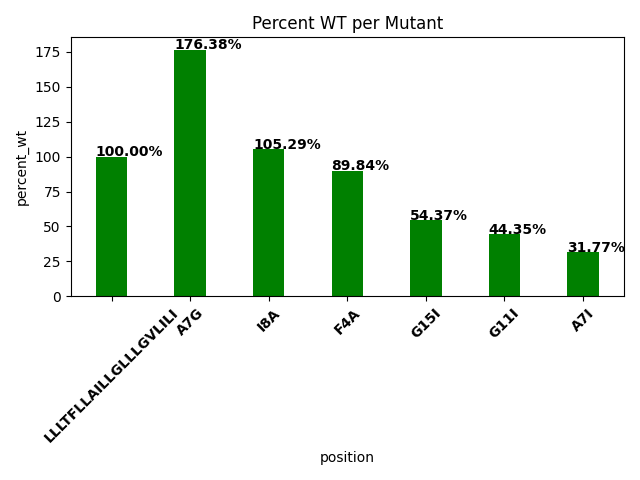 Percent WT per Mutant
percent_wt
175
150
125
100
75
50
25
0
100.00%
176.38%
105.29%
89.84%
54.37%
44.35%
31.77%
LLLTFLLAILLGLLLGVLILI
A7G
I8A
F4A
G15I
G11I
A7I
position